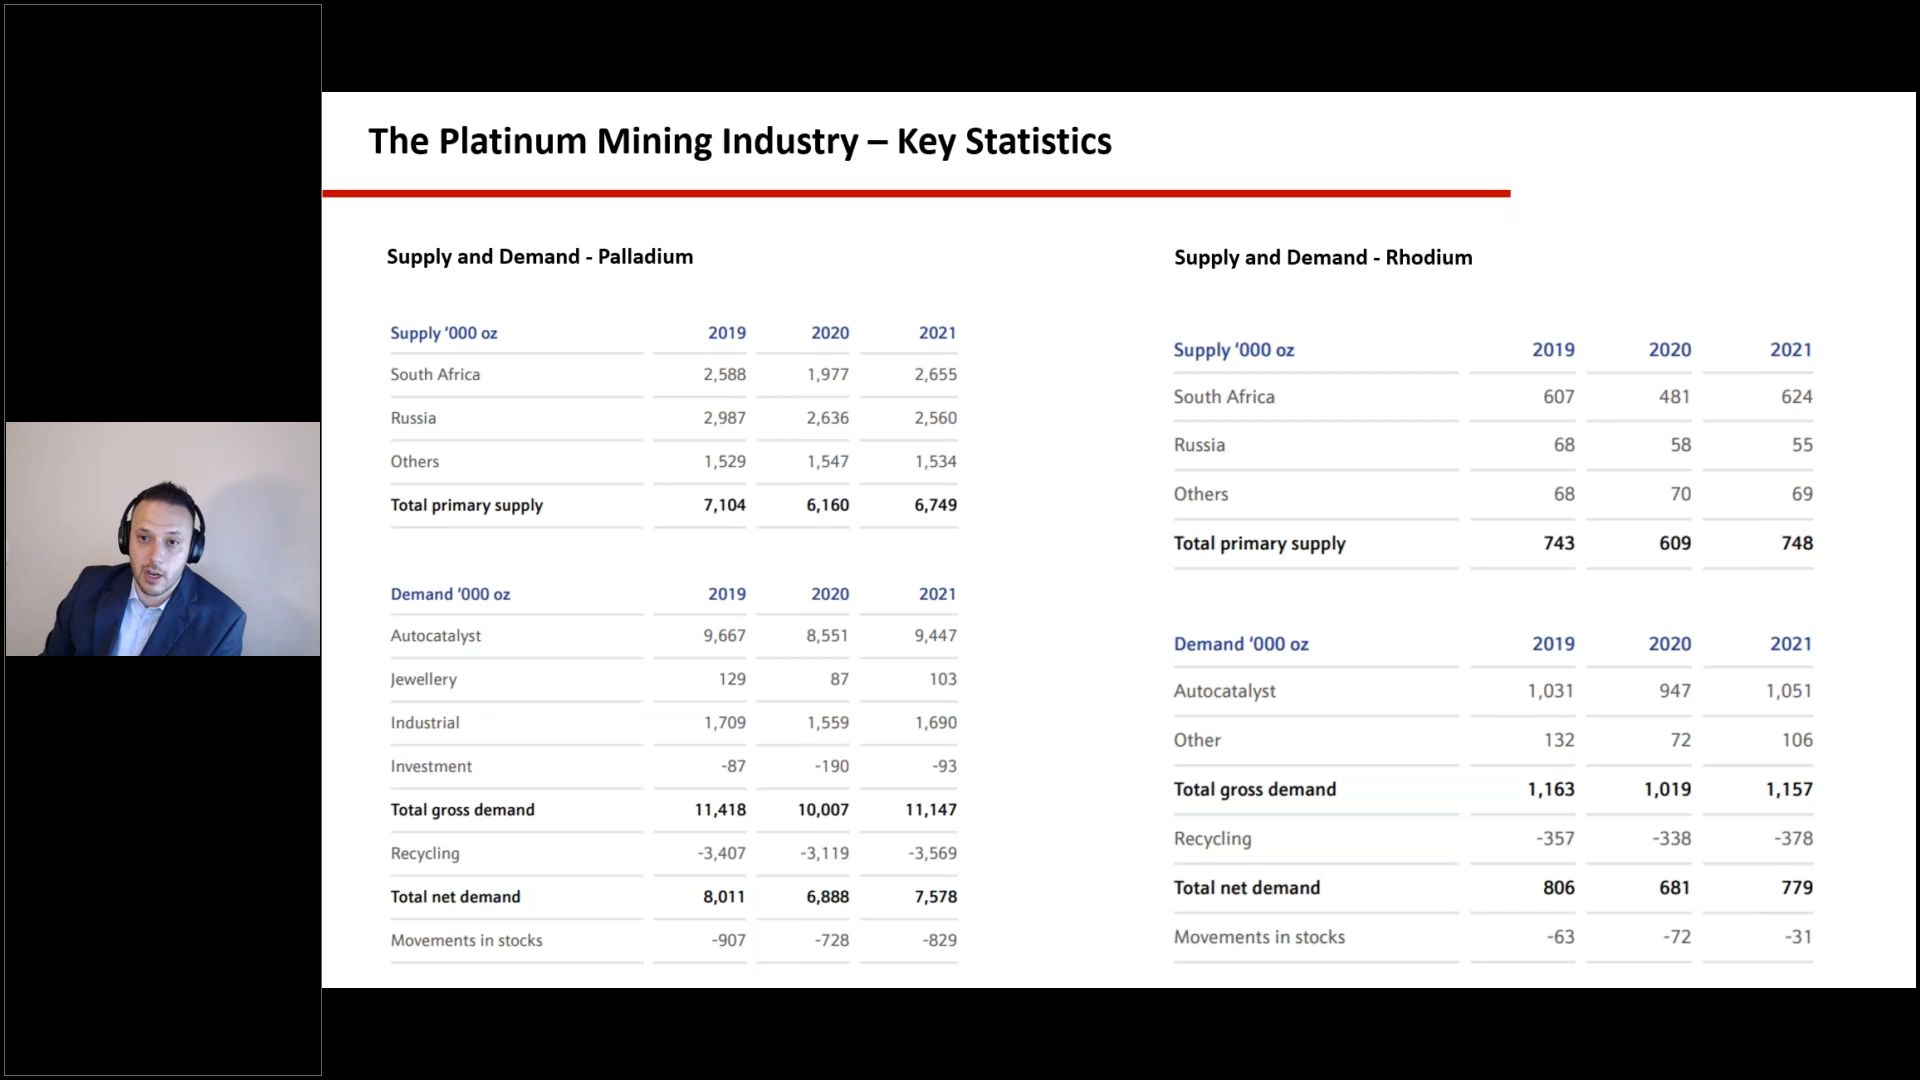 The Platinum Mining Industry – Key Statistics
Supply and Demand - Palladium
Supply ‘000 oz 2019 2020 2021
South Africa 2,588 1,977 2,655
Russia 2,987 2,636 2,560
Others 1,529 1,547 1,534
Total primary supply 7,104 6,160 6,749
Demand ‘000 oz 2019 2020 2021
Autocatalyst 9,667 8,551 9,447
Jewellery 129 87 103
Industrial 1,709 1,559 1,690
Investment -87 -190 -93
Total gross demand 11,418 10,007 11,147
Recycling -3,407 -3,119 -3,569
Total net demand 8,011 6,888 7,578
Movements in stocks -907 -728 -829
Supply and Demand - Rhodium
Supply ‘000 oz 2019 2020 2021
South Africa 607 481 624
Russia 68 58 55
Others 68 70 69
Total primary supply 743 609 748
Demand ‘000 oz 2019 2020 2021
Autocatalyst 1,031 947 1,051
Other 132 72 106
Total gross demand 1,163 1,019 1,157
Recycling -357 -338 -378
Total net demand 806 681 779
Movements in stocks -63 -72 -31